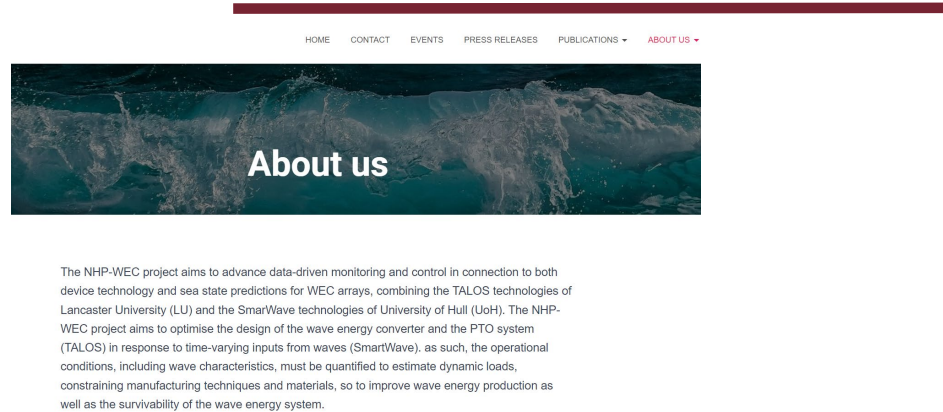 HOME CONTACT EVENTS PRESS RELEASES PUBLICATIONS ABOUT US
About us
The NHP-WEC project aims to advance data-driven monitoring and control in connection to both
device technology and sea state predictions for WEC arrays, combining the TALOS technologies of
Lancaster University (LU) and the SmarWave technologies of University of Hull (UoH). The NHP-
WEC project aims to optimise the design of the wave energy converter and the PTO system
(TALOS) in response to time-varying inputs from waves (SmartWave). as such, the operational
conditions, including wave characteristics, must be quantified to estimate dynamic loads,
constraining manufacturing techniques and materials, so to improve wave energy production as
well as the survivability of the wave energy system.